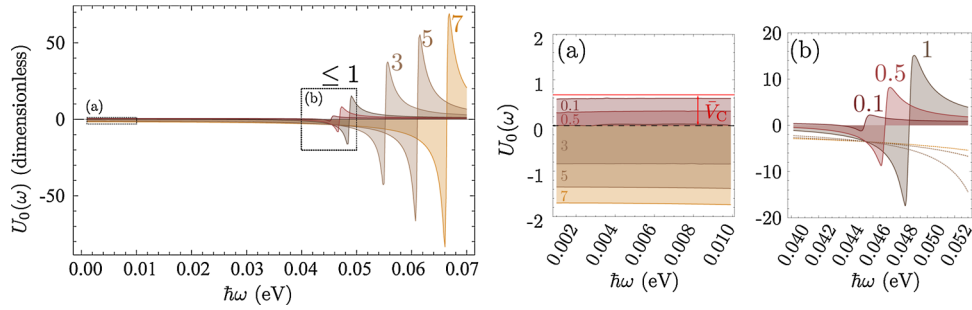 U₀(ω) (dimensionless)
50
0
-50
0.00 0.01 0.02 0.03 0.04 0.05 0.06 0.07
ħω (eV)
(a)
(b)
≤ 1
3
5
7
(a)
U₀(ω)
2
1
0
-1
-2
0.1
0.5
3
5
7
V̄C
0.002 0.004 0.006 0.008 0.010
ħω (eV)
(b)
20
10
0
-10
-20
0.1
0.5
1
0.040 0.042 0.044 0.046 0.048 0.050 0.052
ħω (eV)